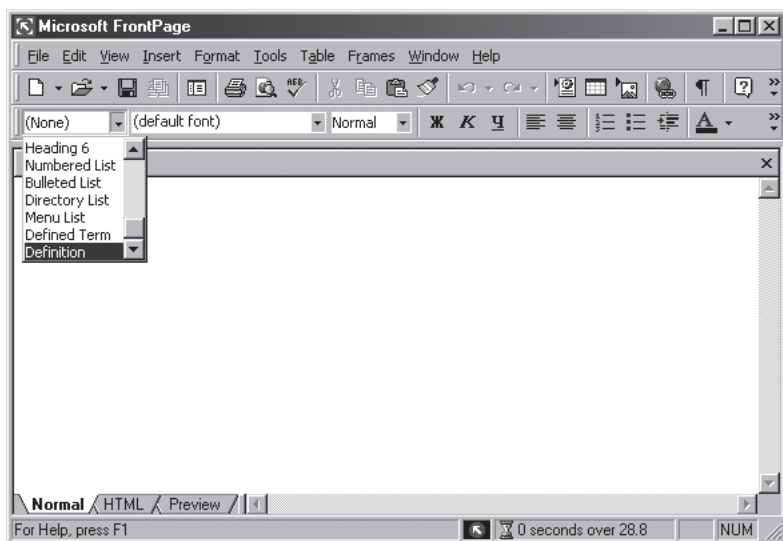 Microsoft FrontPage
File Edit View Insert Format Tools Table Frames Window Help
(None) (default font) Normal Ж К Ч A
Heading 6
Numbered List
Bulleted List
Directory List
Menu List
Defined Term
Definition
Normal HTML Preview
For Help, press F1 0 seconds over 28.8 NUM